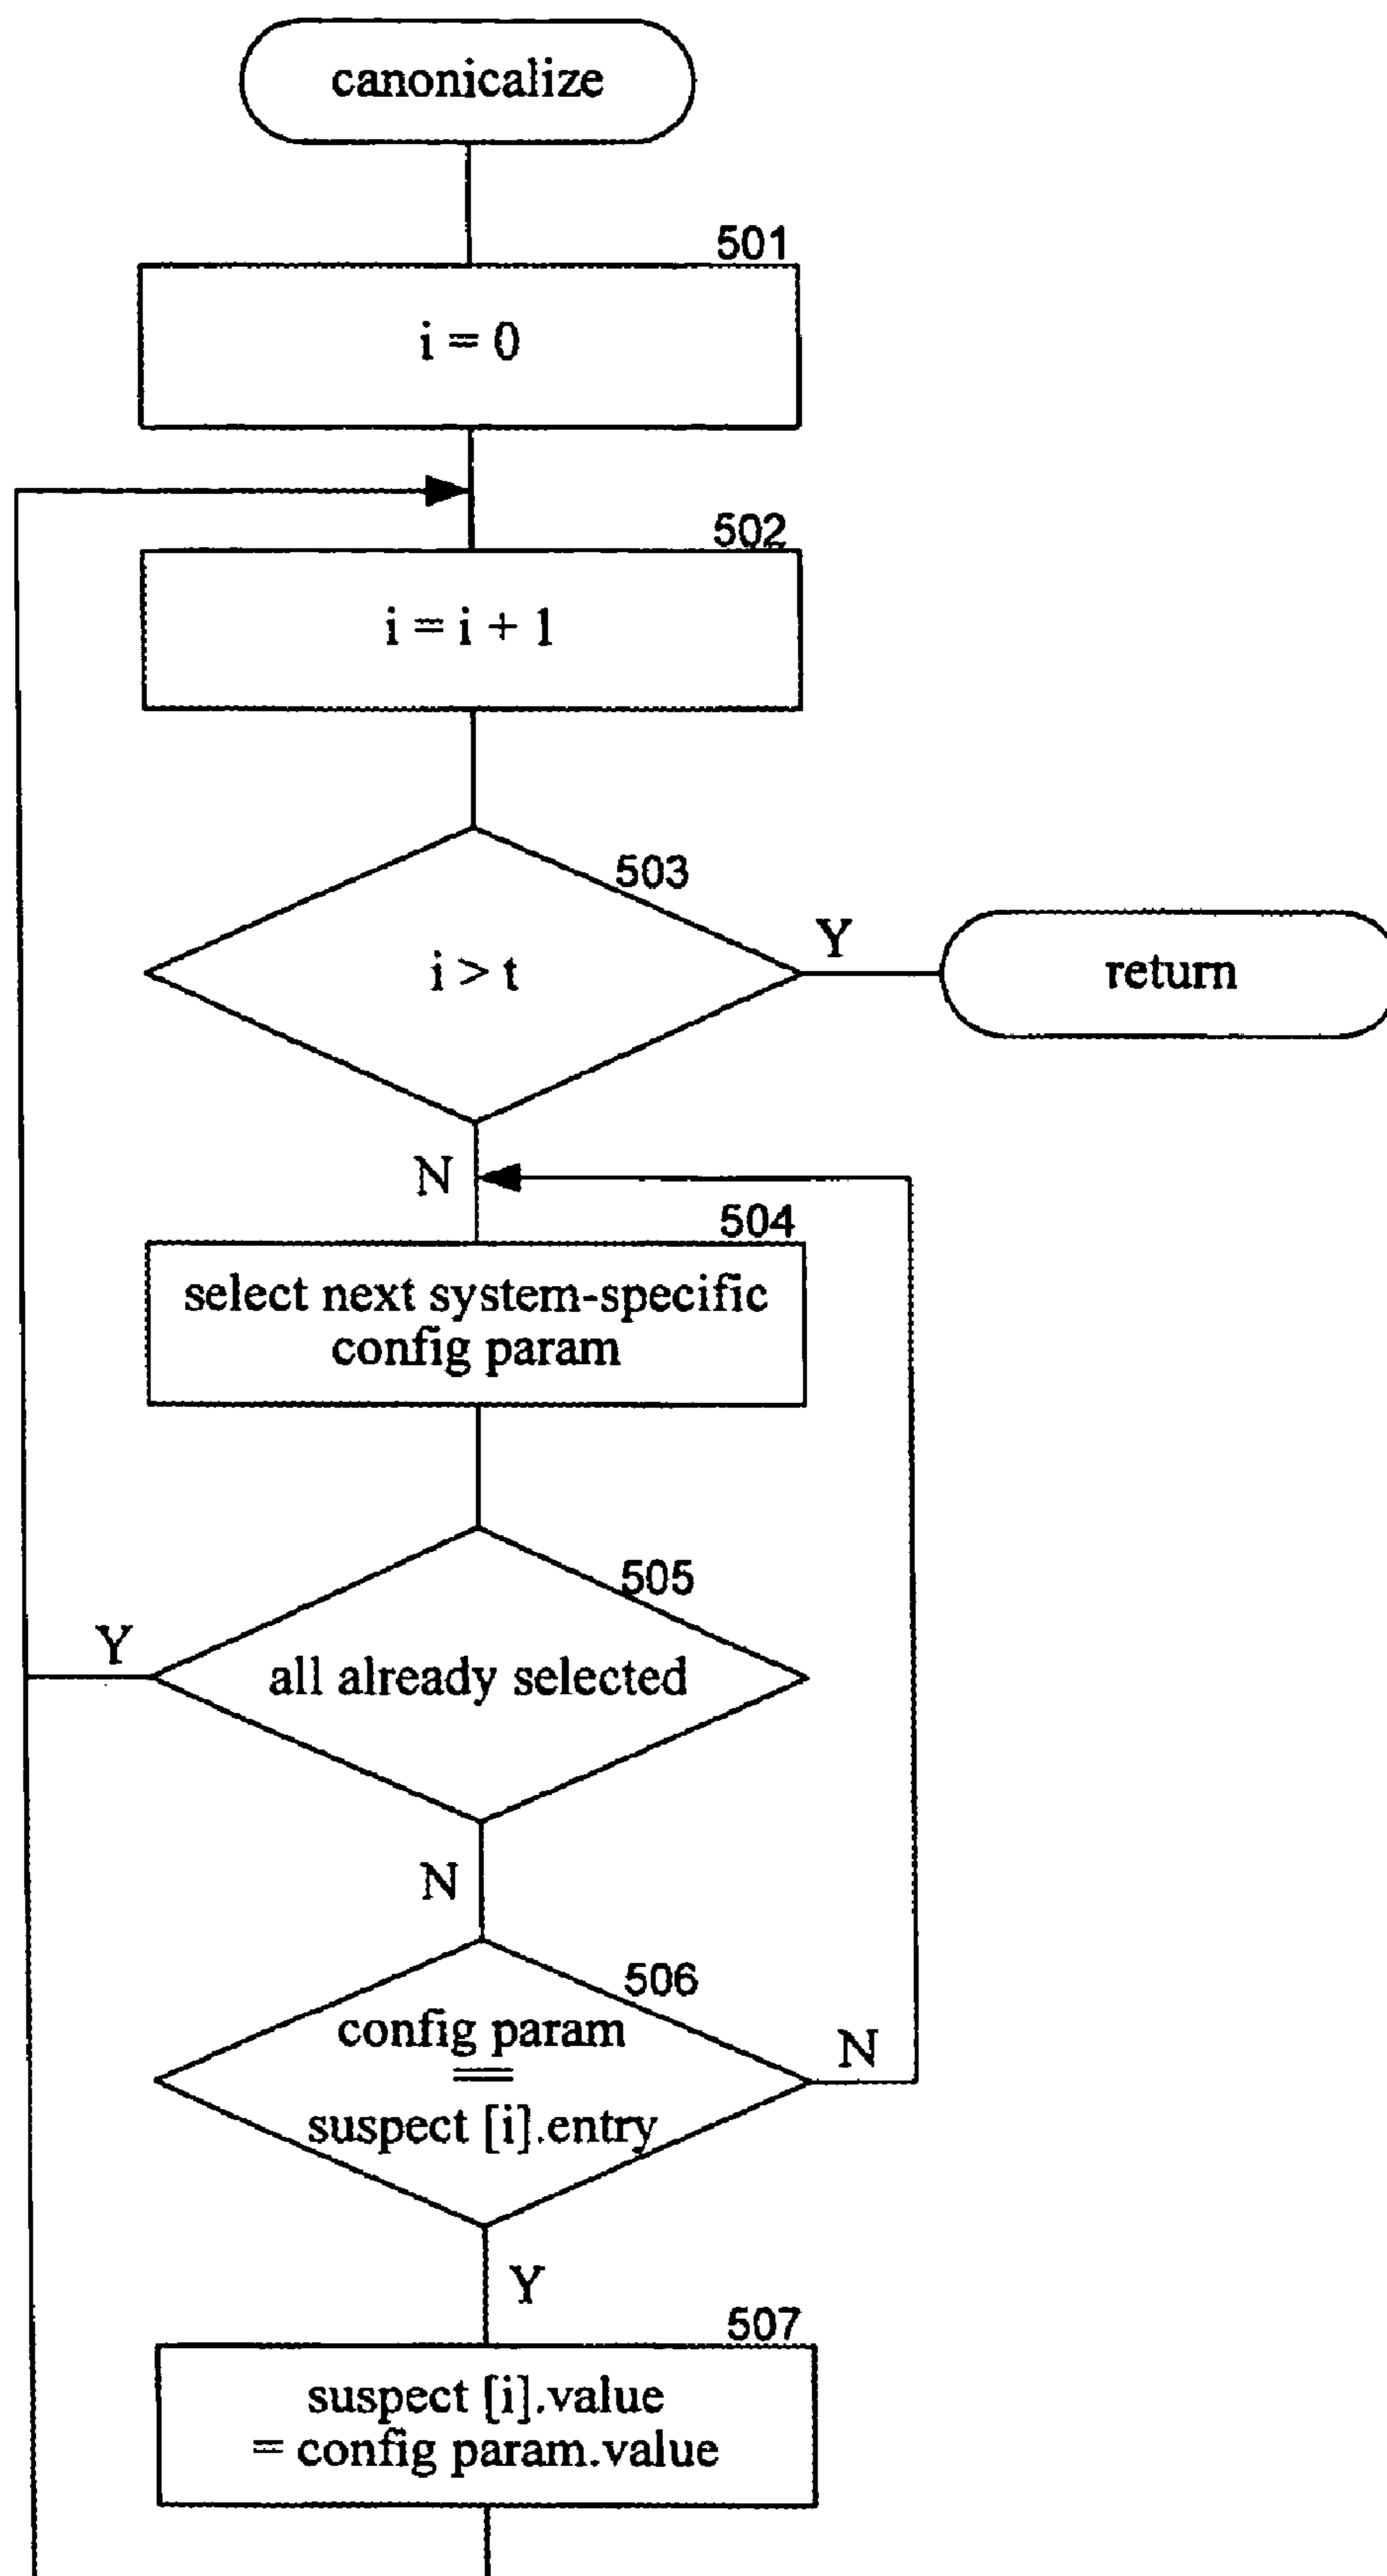 canonicalize
501
i = 0
502
i = i + 1
503
i > t
Y
return
N
504
select next system-specific
config param
505
Y
all already selected
N
506
config param
==
suspect [i].entry
N
Y
507
suspect [i].value
= config param.value